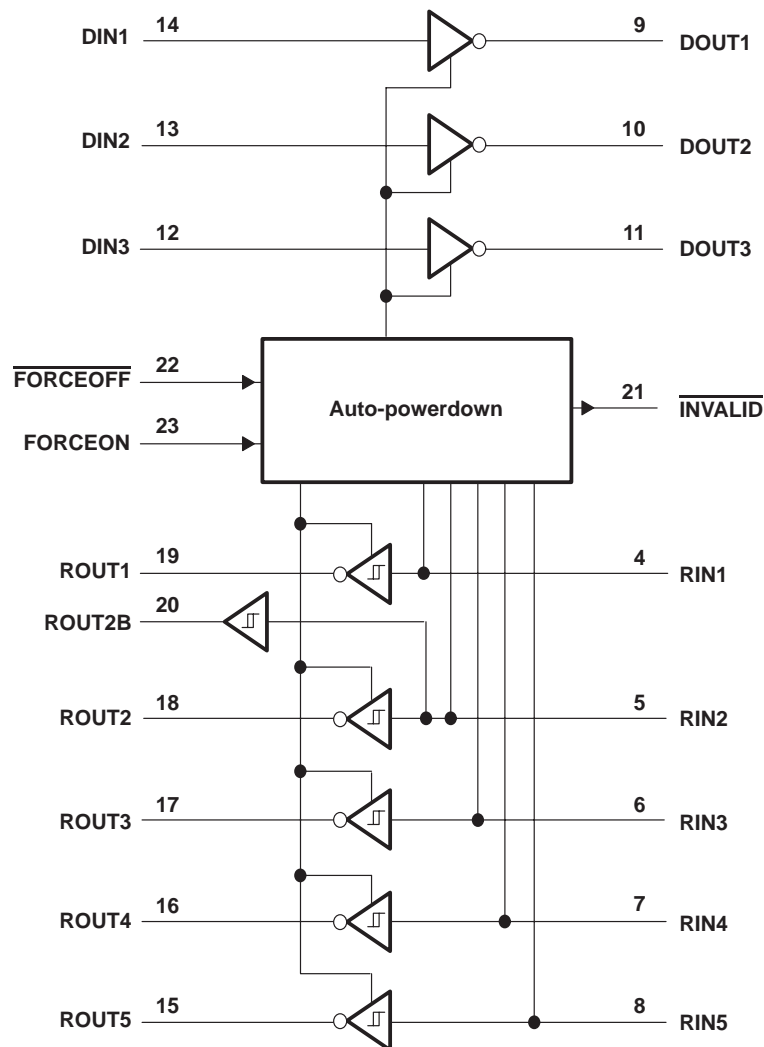 DIN1 14 9 DOUT1
DIN2 13 10 DOUT2
DIN3 12 11 DOUT3
FORCEOFF 22
Auto-powerdown
21 INVALID
FORCEON 23
ROUT1 19 4 RIN1
ROUT2B 20
ROUT2 18 5 RIN2
ROUT3 17 6 RIN3
ROUT4 16 7 RIN4
ROUT5 15 8 RIN5